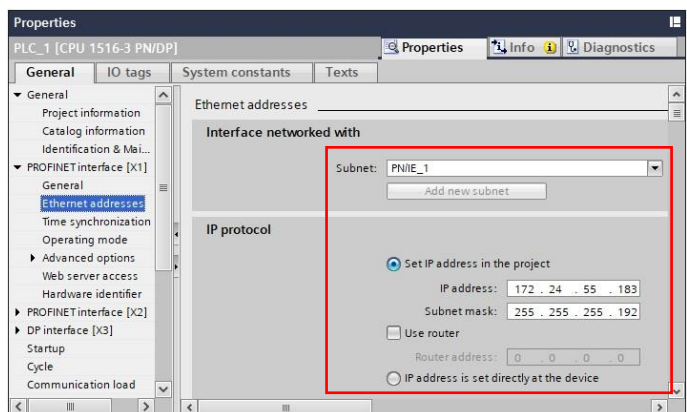 Properties
PLC_1 [CPU 1516-3 PN/DP]
Properties
Info
Diagnostics
General
IO tags
System constants
Texts
General
Project information
Catalog information
Identification & Mai...
PROFINET interface [X1]
General
Ethernet addresses
Time synchronization
Operating mode
Advanced options
Web server access
Hardware identifier
PROFINET interface [X2]
DP interface [X3]
Startup
Cycle
Communication load
Ethernet addresses
Interface networked with
Subnet: PN/IE_1
Add new subnet
IP protocol
Set IP address in the project
IP address: 172 . 24 . 55 . 183
Subnet mask: 255 . 255 . 255 . 192
Use router
Router address: 0 . 0 . 0 . 0
IP address is set directly at the device